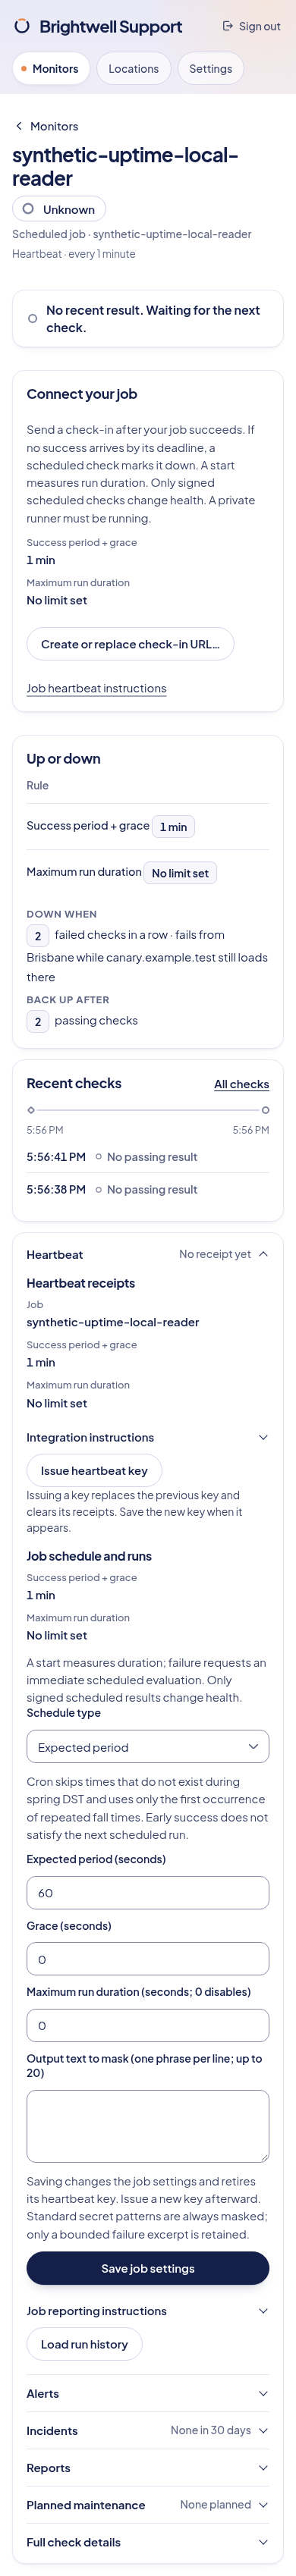 Brightwell Support
Sign out
Monitors
Locations
Settings
Monitors
synthetic-uptime-local-
reader
Unknown
Scheduled job · synthetic-uptime-local-reader
Heartbeat · every 1 minute
No recent result. Waiting for the next
check.
Connect your job
Send a check-in after your job succeeds. If
no success arrives by its deadline, a
scheduled check marks it down. A start
measures run duration. Only signed
scheduled checks change health. A private
runner must be running.
Success period + grace
1 min
Maximum run duration
No limit set
Create or replace check-in URL…
Job heartbeat instructions
Up or down
Rule
Success period + grace 1 min
Maximum run duration No limit set
DOWN WHEN
2 failed checks in a row · fails from
Brisbane while canary.example.test still loads
there
BACK UP AFTER
2 passing checks
Recent checks
All checks
5:56 PM
5:56 PM
5:56:41 PM No passing result
5:56:38 PM No passing result
Heartbeat
No receipt yet
Heartbeat receipts
Job
synthetic-uptime-local-reader
Success period + grace
1 min
Maximum run duration
No limit set
Integration instructions
Issue heartbeat key
Issuing a key replaces the previous key and
clears its receipts. Save the new key when it
appears.
Job schedule and runs
Success period + grace
1 min
Maximum run duration
No limit set
A start measures duration; failure requests an
immediate scheduled evaluation. Only
signed scheduled results change health.
Schedule type
Expected period
Cron skips times that do not exist during
spring DST and uses only the first occurrence
of repeated fall times. Early success does not
satisfy the next scheduled run.
Expected period (seconds)
60
Grace (seconds)
0
Maximum run duration (seconds; 0 disables)
0
Output text to mask (one phrase per line; up to
20)
Saving changes the job settings and retires
its heartbeat key. Issue a new key afterward.
Standard secret patterns are always masked;
only a bounded failure except is retained.
Save job settings
Job reporting instructions
Load run history
Alerts
Incidents
None in 30 days
Reports
Planned maintenance
None planned
Full check details